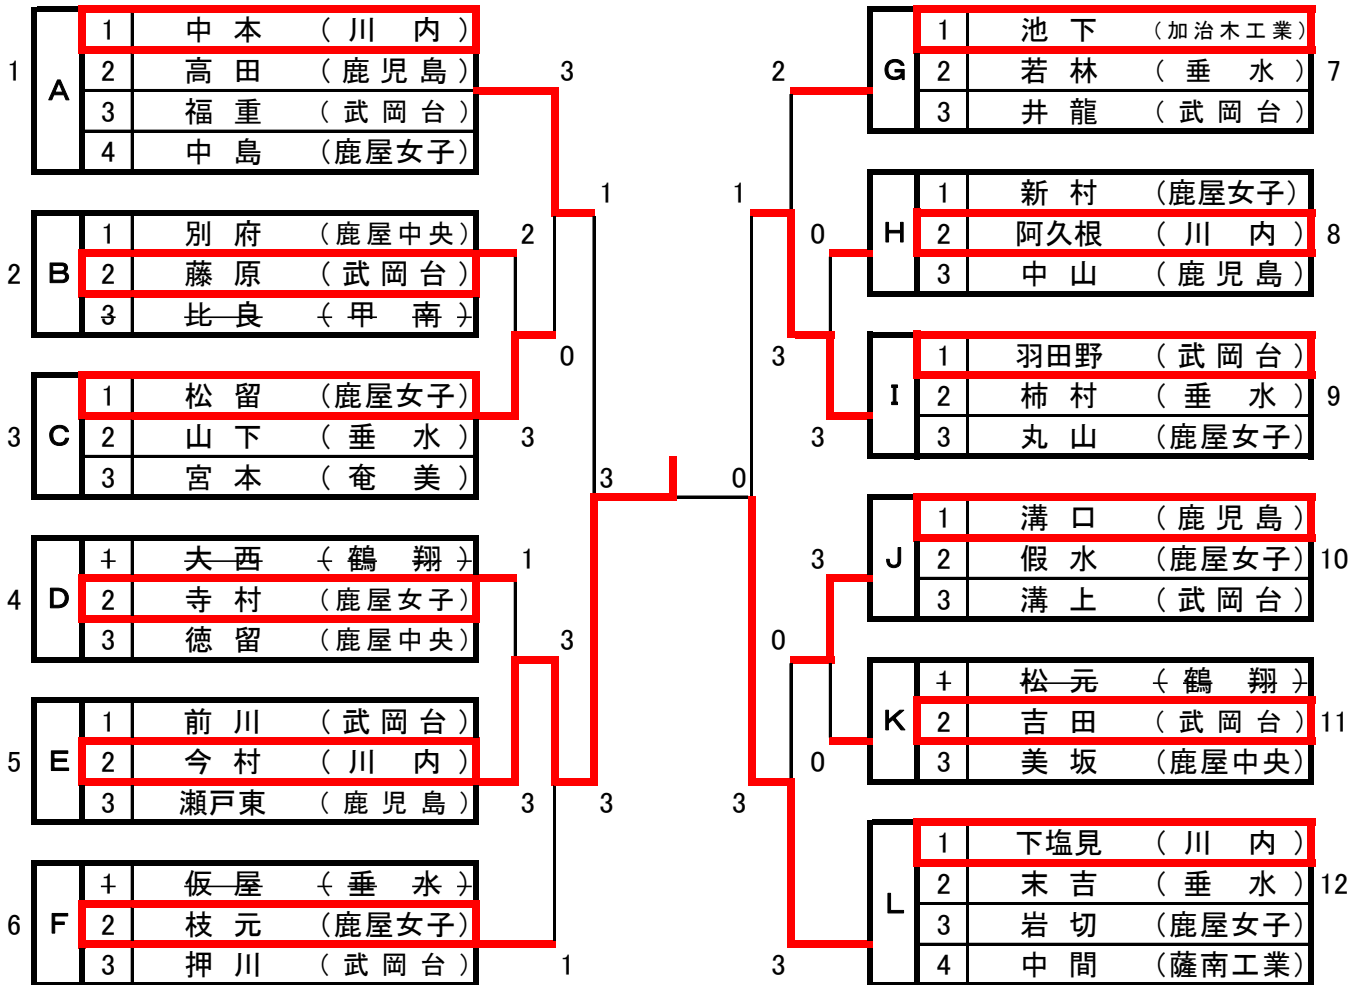 1 A
1 中本 (川内)
2 高田 (鹿児島)
3 福重 (武岡台)
4 中島 (鹿屋女子)
2 B
1 別府 (鹿屋中央)
2 藤原 (武岡台)
3 比良 (甲南)
3 C
1 松留 (鹿屋女子)
2 山下 (垂水)
3 宮本 (奄美)
4 D
1 大西 (鶴翔)
2 寺村 (鹿屋女子)
3 徳留 (鹿屋中央)
5 E
1 前川 (武岡台)
2 今村 (川内)
3 瀬戸東 (鹿児島)
6 F
1 仮屋 (垂水)
2 枝元 (鹿屋女子)
3 押川 (武岡台)
3
2
0
3
1
3
3
1
1
3
3
2
0
3
3
0
3
0
3
1
0
3
G 7
1 池下 (加治木工業)
2 若林 (垂水)
3 井龍 (武岡台)
H 8
1 新村 (鹿屋女子)
2 阿久根 (川内)
3 中山 (鹿児島)
I 9
1 羽田野 (武岡台)
2 柿村 (垂水)
3 丸山 (鹿屋女子)
J 10
1 溝口 (鹿児島)
2 假水 (鹿屋女子)
3 溝上 (武岡台)
K 11
1 松元 (鶴翔)
2 吉田 (武岡台)
3 美坂 (鹿屋中央)
L 12
1 下塩見 (川内)
2 末吉 (垂水)
3 岩切 (鹿屋女子)
4 中間 (薩南工業)